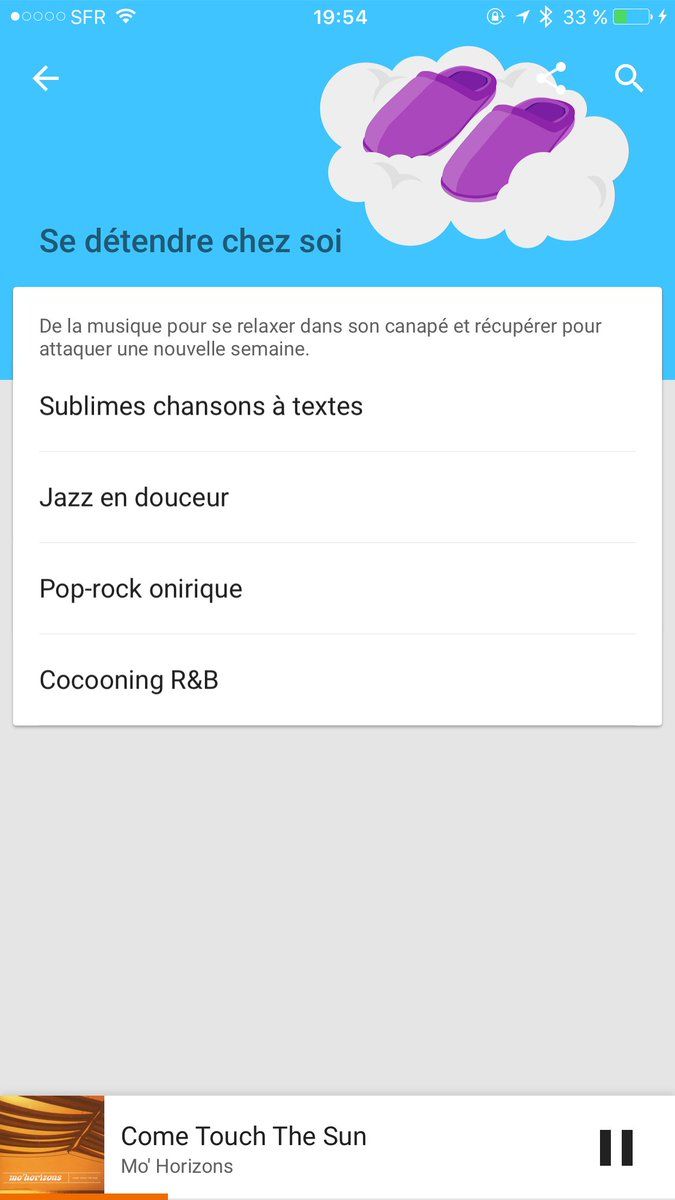 SFR 19:54 33 %
Se détendre chez soi
De la musique pour se relaxer dans son canapé et récupérer pour
attaquer une nouvelle semaine.
Sublimes chansons à textes
Jazz en douceur
Pop-rock onirique
Cocooning R&B
Come Touch The Sun
Mo' Horizons
mo'horizons